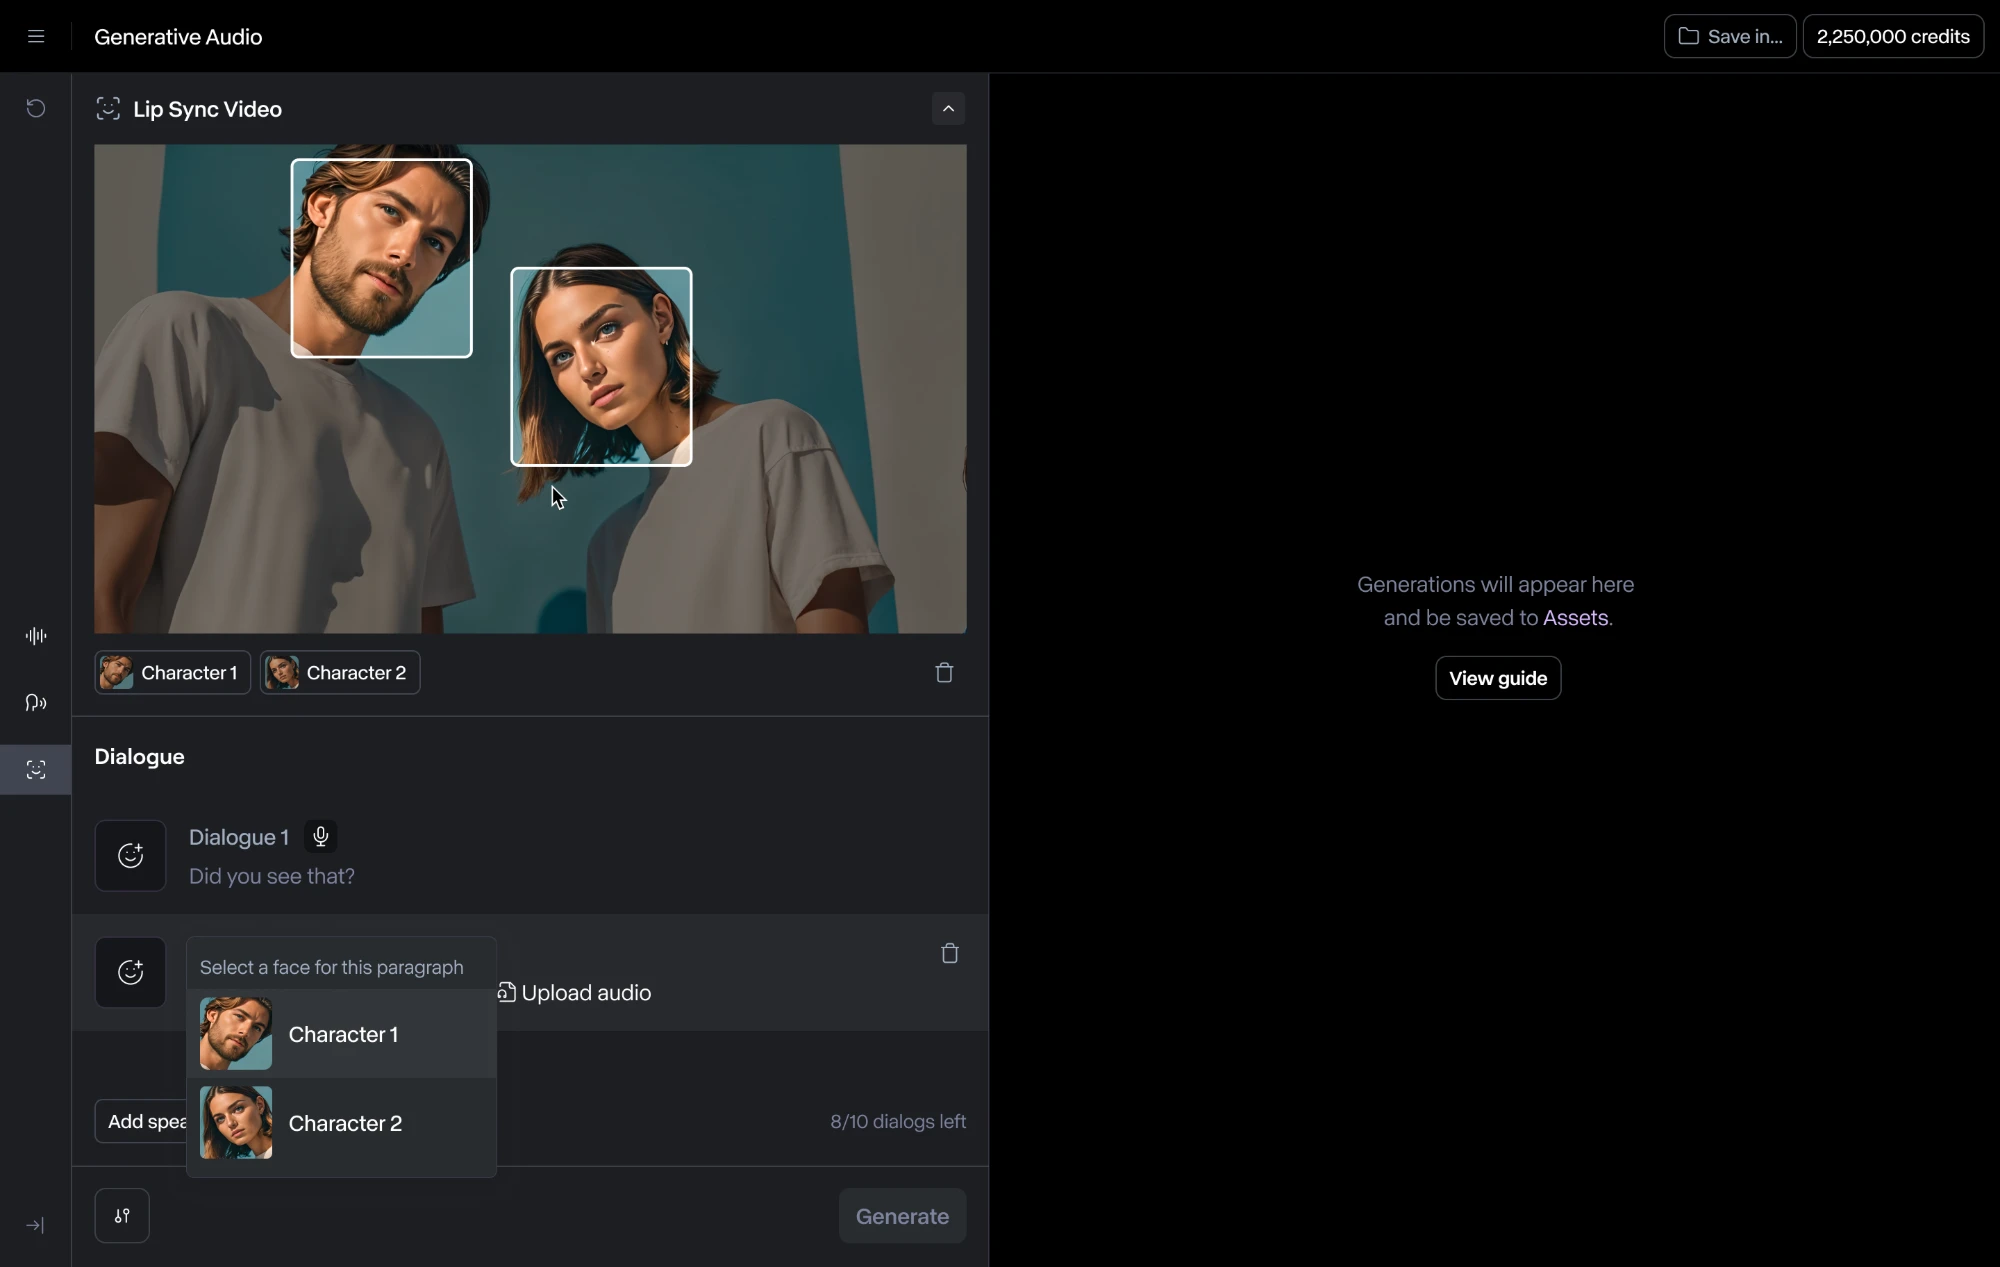 Generative Audio
Save in...
2,250,000 credits
Lip Sync Video
Character 1
Character 2
Dialogue
Dialogue 1
Did you see that?
Select a face for this paragraph
Upload audio
Character 1
Character 2
Add spea
8/10 dialogs left
Generate
Generations will appear here
and be saved to Assets.
View guide